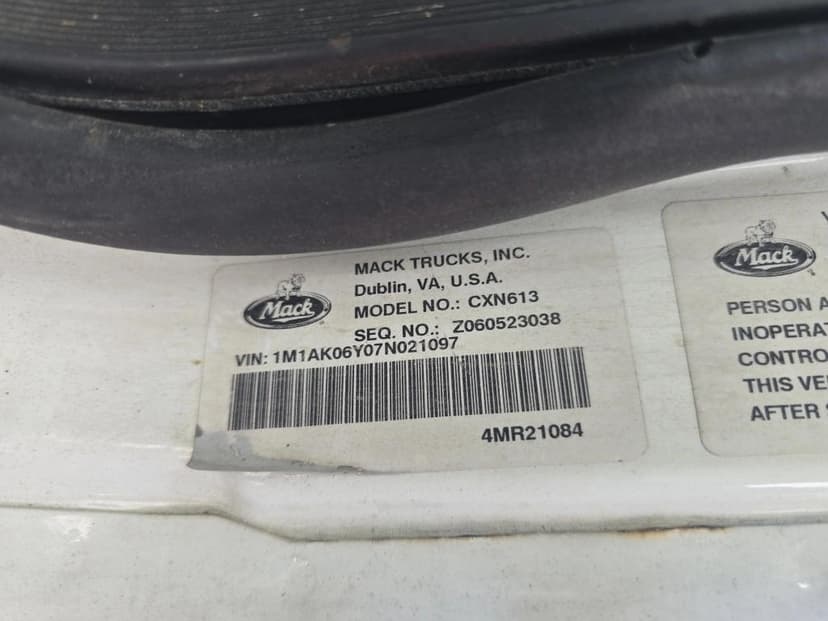 Mack
MACK TRUCKS, INC.
Dublin, VA, U.S.A.
MODEL NO.: CXN613
SEQ. NO.: Z060523038
VIN: 1M1AK06Y07N021097
4MR21084
Mack
PERSON
INOPERAT
CONTRO
THIS VE
AFTER